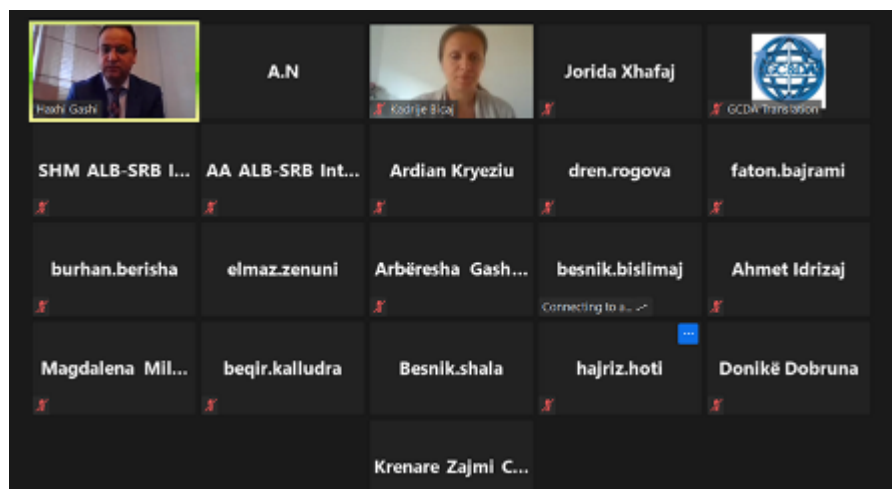 Haxhi Gashi
A.N
Kadrije Bicaj
Jorida Xhafaj
GCDA Translation
SHM ALB-SRB I...
AA ALB-SRB Int...
Ardian Kryeziu
dren.rogova
faton.bajrami
burhan.berisha
elmaz.zenuni
Arbëresha Gash...
besnik.bislimaj
Connecting to a...
Ahmet Idrizaj
Magdalena Mil...
beqir.kalludra
Besnik.shala
hajriz.hoti
Donikë Dobruna
Krenare Zajmi C...